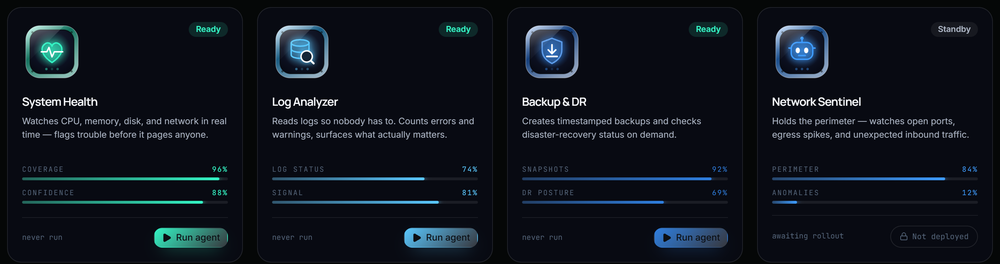 Ready
System Health
Watches CPU, memory, disk, and network in real
time — flags trouble before it pages anyone.
COVERAGE 96%
CONFIDENCE 88%
never run Run agent
Ready
Log Analyzer
Reads logs so nobody has to. Counts errors and
warnings, surfaces what actually matters.
LOG STATUS 74%
SIGNAL 81%
never run Run agent
Ready
Backup & DR
Creates timestamped backups and checks
disaster-recovery status on demand.
SNAPSHOTS 92%
DR POSTURE 69%
never run Run agent
Standby
Network Sentinel
Holds the perimeter — watches open ports,
egress spikes, and unexpected inbound traffic.
PERIMETER 84%
ANOMALIES 12%
awaiting rollout Not deployed